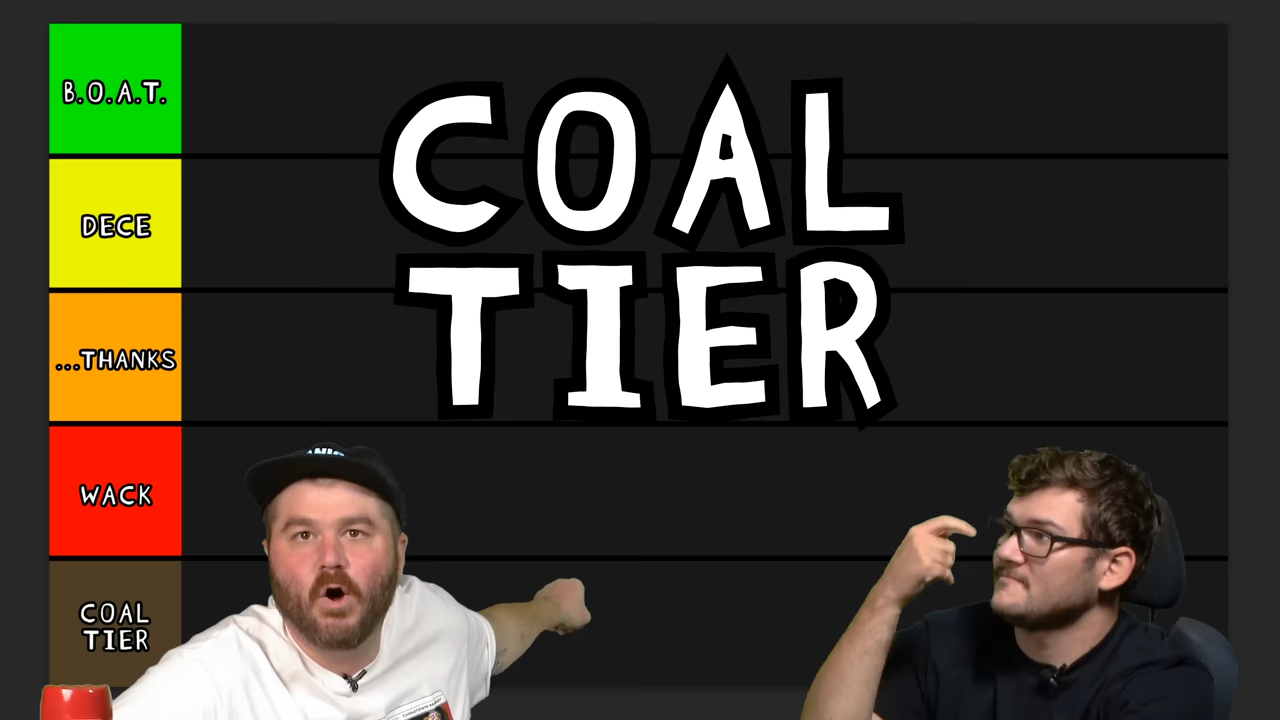 B.O.A.T.
DECE
...THANKS
WACK
COAL
TIER
COAL
TIER